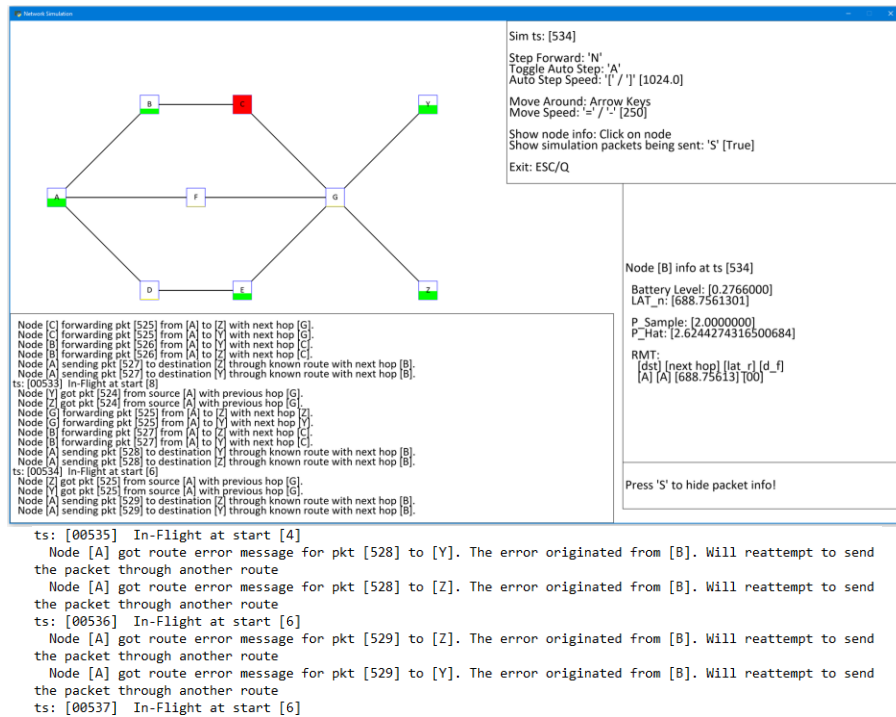 Network Simulation
Sim ts: [534]
Step Forward: 'N'
Toggle Auto Step: 'A'
Auto Step Speed: '[' / ']' [1024.0]
Move Around: Arrow Keys
Move Speed: '=' / '-' [250]
Show node info: Click on node
Show simulation packets being sent: 'S' [True]
Exit: ESC/Q
B
C
Y
A
F
G
D
E
Z
Node [B] info at ts [534]
Battery Level: [0.2766000]
LAT_n: [688.7561301]
P_Sample: [2.0000000]
P_Hat: [2.6244274316500684]
RMT:
[dst] [next hop] [lat_r] [d_f]
[A] [A] [688.75613] [00]
Press 'S' to hide packet info!
Node [C] forwarding pkt [525] from [A] to [Z] with next hop [G].
Node [C] forwarding pkt [525] from [A] to [Y] with next hop [G].
Node [B] forwarding pkt [526] from [A] to [Y] with next hop [C].
Node [B] forwarding pkt [526] from [A] to [Z] with next hop [C].
Node [A] sending pkt [527] to destination [Z] through known route with next hop [B].
Node [A] sending pkt [527] to destination [Y] through known route with next hop [B].
ts: [00533] In-Flight at start [8]
Node [Y] got pkt [524] from source [A] with previous hop [G].
Node [Z] got pkt [524] from source [A] with previous hop [G].
Node [G] forwarding pkt [525] from [A] to [Z] with next hop [Z].
Node [G] forwarding pkt [525] from [A] to [Y] with next hop [Y].
Node [B] forwarding pkt [527] from [A] to [Z] with next hop [C].
Node [B] forwarding pkt [527] from [A] to [Y] with next hop [C].
Node [A] sending pkt [528] to destination [Y] through known route with next hop [B].
Node [A] sending pkt [528] to destination [Z] through known route with next hop [B].
ts: [00534] In-Flight at start [6]
Node [Z] got pkt [525] from source [A] with previous hop [G].
Node [Y] got pkt [525] from source [A] with previous hop [G].
Node [A] sending pkt [529] to destination [Z] through known route with next hop [B].
Node [A] sending pkt [529] to destination [Y] through known route with next hop [B].
ts: [00535] In-Flight at start [4]
Node [A] got route error message for pkt [528] to [Y]. The error originated from [B]. Will reattempt to send
the packet through another route
Node [A] got route error message for pkt [528] to [Z]. The error originated from [B]. Will reattempt to send
the packet through another route
ts: [00536] In-Flight at start [6]
Node [A] got route error message for pkt [529] to [Z]. The error originated from [B]. Will reattempt to send
the packet through another route
Node [A] got route error message for pkt [529] to [Y]. The error originated from [B]. Will reattempt to send
the packet through another route
ts: [00537] In-Flight at start [6]